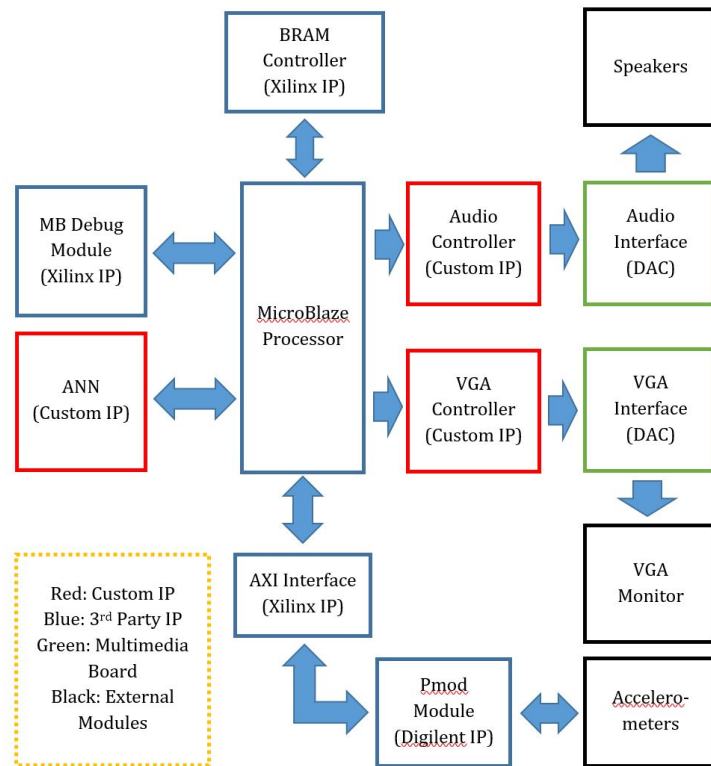 BRAM
Controller
(Xilinx IP)
Speakers
MB Debug
Module
(Xilinx IP)
MicroBlaze
Processor
Audio
Controller
(Custom IP)
Audio
Interface
(DAC)
ANN
(Custom IP)
VGA
Controller
(Custom IP)
VGA
Interface
(DAC)
AXI Interface
(Xilinx IP)
VGA
Monitor
Red: Custom IP
Blue: 3rd Party IP
Green: Multimedia
Board
Black: External
Modules
Pmod
Module
(Digilent IP)
Accelero-
meters